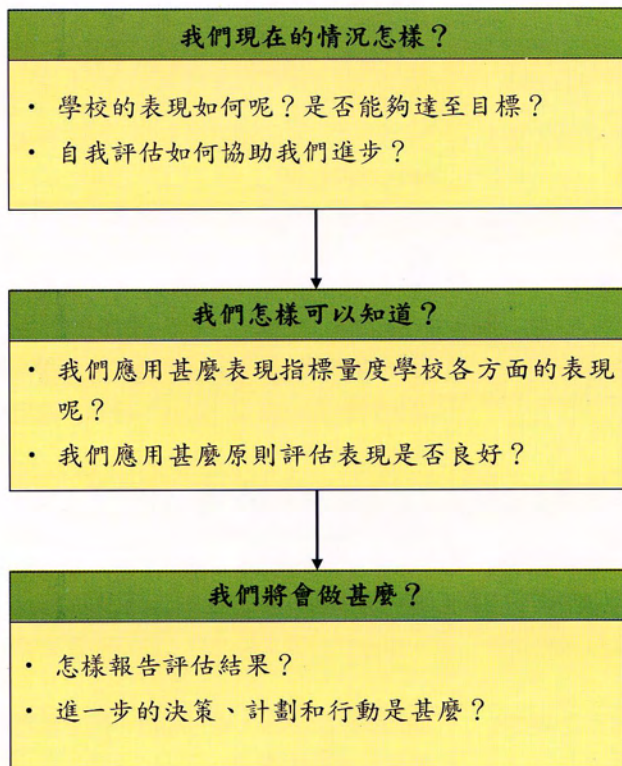 我們現在的情況怎樣？
• 學校的表現如何呢？是否能夠達至目標？
• 自我評估如何協助我們進步？
我們怎樣可以知道？
• 我們應用甚麼表現指標量度學校各方面的表現
呢？
• 我們應用甚麼原則評估表現是否良好？
我們將會做甚麼？
• 怎樣報告評估結果？
• 進一步的決策、計劃和行動是甚麼？